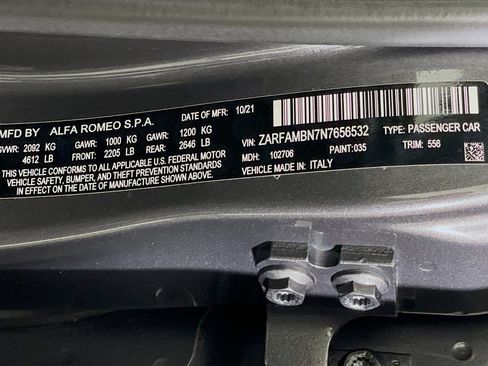 MFD BY ALFA ROMEO S.P.A. DATE OF MFR: 10/21
GVWR: 2092 KG GAWR: 1000 KG GAWR: 1200 KG
4612 LB FRONT: 2205 LB REAR: 2646 LB
THIS VEHICLE CONFORMS TO ALL APPLICABLE U.S. FEDERAL MOTOR
VEHICLE SAFETY, BUMPER, AND THEFT PREVENTION STANDARDS
IN EFFECT ON THE DATE OF MANUFACTURE SHOWN ABOVE.
VIN: ZARFAMBN7N7656532 TYPE: PASSENGER CAR
MDH: 102706 PAINT:035 TRIM: 556
VEHICLE MADE IN: ITALY